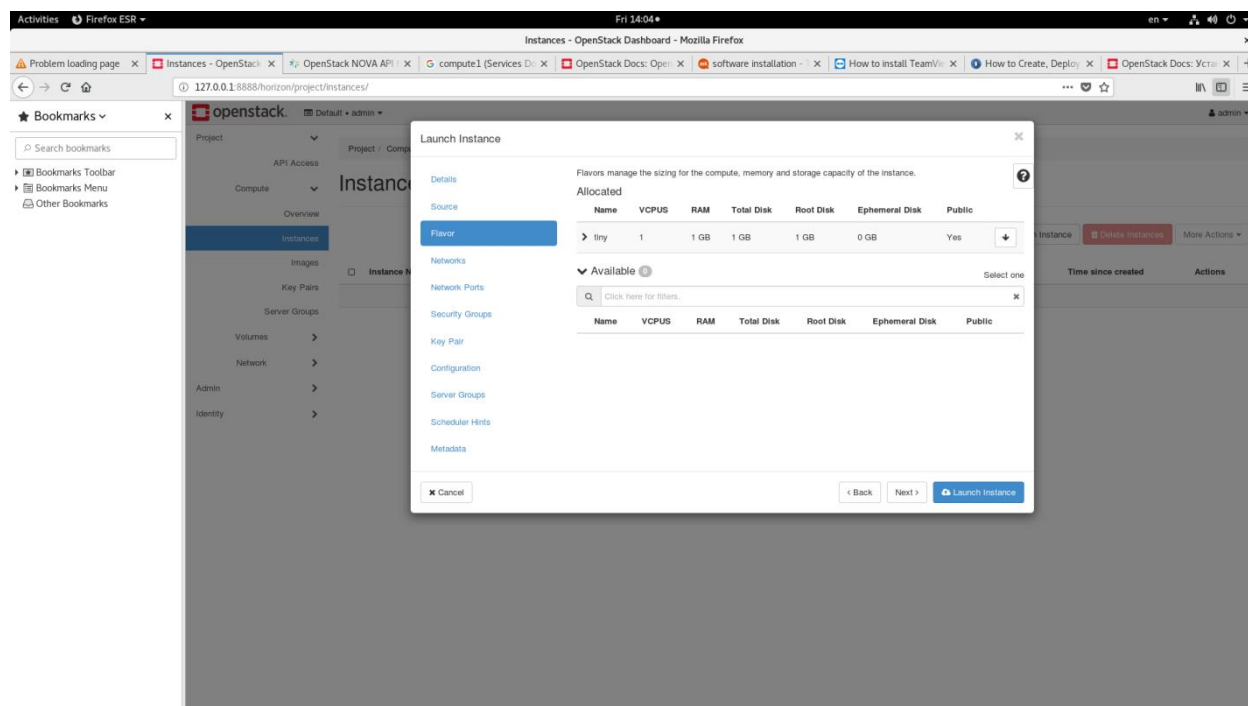 Activities Firefox ESR Fri 14:04 en
Instances - OpenStack Dashboard - Mozilla Firefox
Problem loading page Instances - OpenStack OpenStack NOVA API compute1 (Services Do OpenStack Docs: Open software installation - How to install TeamVie How to Create, Deploy OpenStack Docs: Уста
127.0.0.1:8888/horizon/project/instances/
Bookmarks
Search bookmarks
Bookmarks Toolbar
Bookmarks Menu
Other Bookmarks
openstack. Default • admin admin
Project
API Access
Compute
Overview
Instances
Images
Key Pairs
Server Groups
Volumes
Network
Admin
Identity
Project / Comp
Instanc
Instance Delete Instances More Actions
Instance N Time since created Actions
Launch Instance
Details
Source
Flavor
Networks
Network Ports
Security Groups
Key Pair
Configuration
Server Groups
Scheduler Hints
Metadata
Flavors manage the sizing for the compute, memory and storage capacity of the instance.
Allocated
Name VCPUS RAM Total Disk Root Disk Ephemeral Disk Public
tiny 1 1 GB 1 GB 1 GB 0 GB Yes
Available 0
Select one
Click here for filters.
Name VCPUS RAM Total Disk Root Disk Ephemeral Disk Public
Cancel < Back Next > Launch Instance